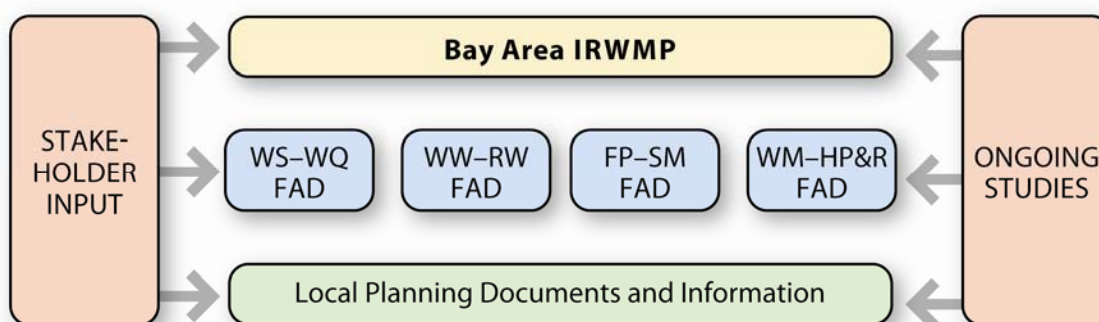 Bay Area IRWMP
STAKE-
HOLDER
INPUT
WS–WQ
FAD
WW–RW
FAD
FP–SM
FAD
WM–HP&R
FAD
ONGOING
STUDIES
Local Planning Documents and Information